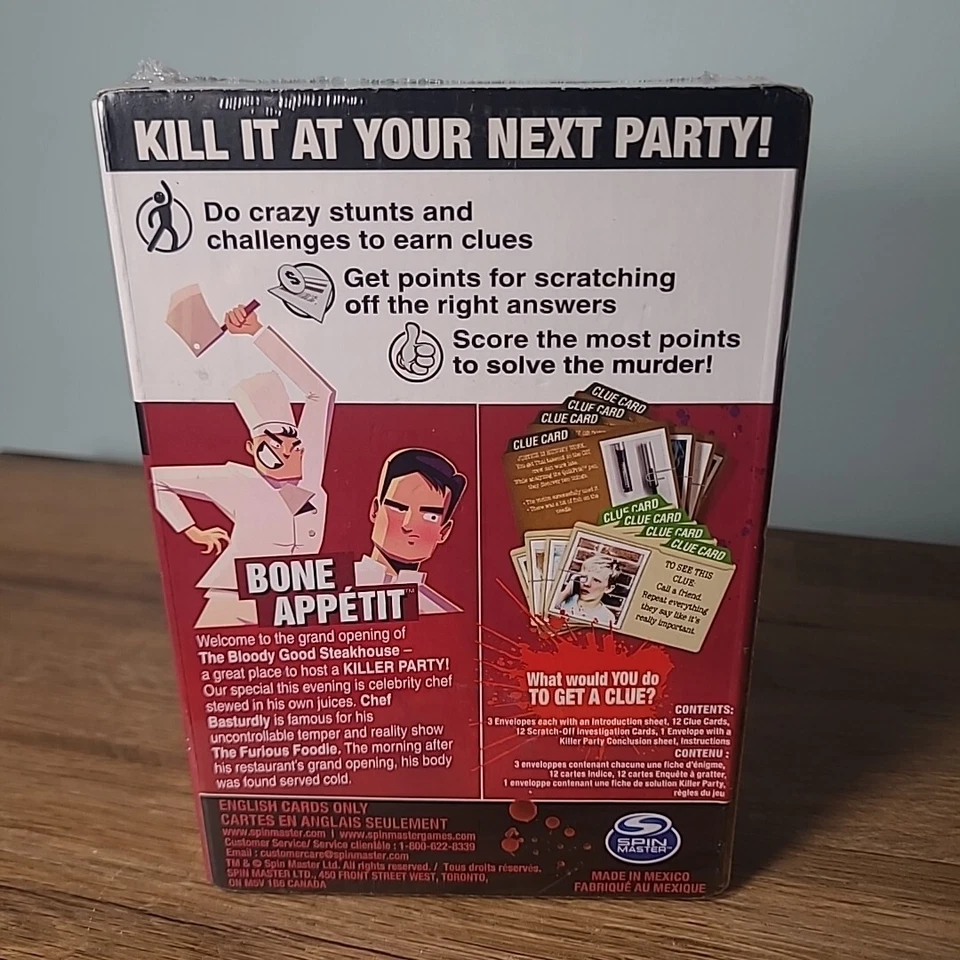 KILL IT AT YOUR NEXT PARTY!
Do crazy stunts and
challenges to earn clues
Get points for scratching
off the right answers
Score the most points
to solve the murder!
BONE
APPÉTIT™
Welcome to the grand opening of
The Bloody Good Steakhouse –
a great place to host a KILLER PARTY!
Our special this evening is celebrity chef
stewed in his own juices. Chef
Basturdly is famous for his
uncontrollable temper and reality show
The Furious Foodie. The morning after
his restaurant's grand opening, his body
was found served cold.
CLUE CARD
CLUE CARD
CLUE CARD
CLUE CARD
CLUE CARD
CLUE CARD
CLUE CARD
CLUE CARD
TO SEE THIS
CLUE:
Call a friend.
Repeat everything
they say like it's
really important.
What would YOU do
TO GET A CLUE?
CONTENTS:
3 Envelopes each with an Introduction sheet, 12 Clue Cards,
12 Scratch-Off Investigation Cards, 1 Envelope with a
Killer Party Conclusion sheet, Instructions
CONTENU :
3 enveloppes contenant chacune une fiche d'énigme,
12 cartes Indice, 12 cartes Enquête à gratter,
1 enveloppe contenant une fiche de solution Killer Party,
règles du jeu
ENGLISH CARDS ONLY
CARTES EN ANGLAIS SEULEMENT
www.spinmaster.com | www.spinmastergames.com
Customer Service/ Service clientèle : 1-800-622-8339
Email : customercare@spinmaster.com
TM & © Spin Master Ltd. All rights reserved. / Tous droits réservés.
SPIN MASTER LTD., 450 FRONT STREET WEST, TORONTO,
ON M5V 1B6 CANADA
SPIN
MASTER™
MADE IN MEXICO
FABRIQUÉ AU MEXIQUE